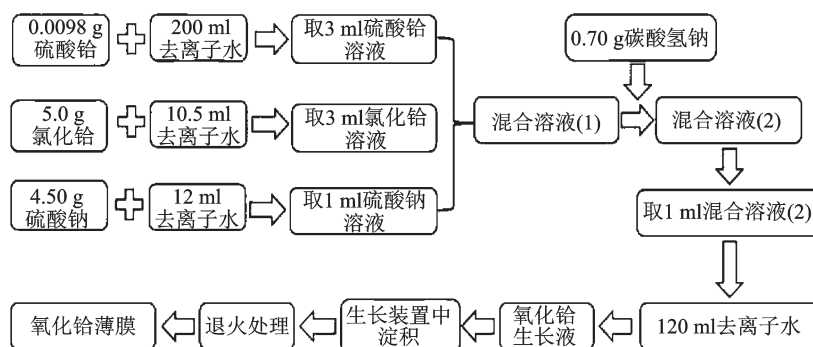 0.0098 g
硫酸铪
200 ml
去离子水
取3 ml硫酸铪
溶液
0.70 g碳酸氢钠
5.0 g
氯化铪
10.5 ml
去离子水
取3 ml氯化铪
溶液
混合溶液(1)
混合溶液(2)
4.50 g
硫酸钠
12 ml
去离子水
取1 ml硫酸钠
溶液
取1 ml混合溶液(2)
氧化铪薄膜
退火处理
生长装置中
淀积
氧化铪
生长液
120 ml去离子水